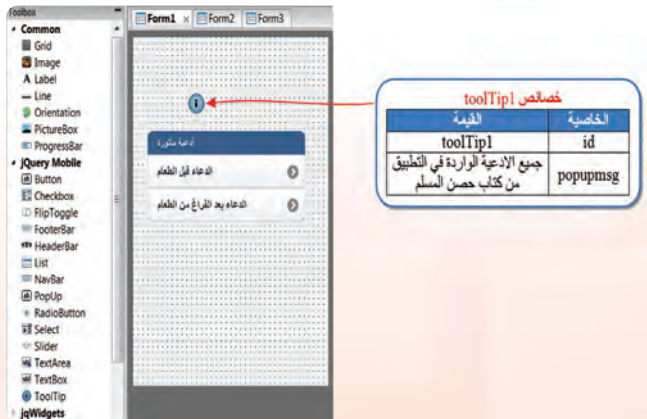 Toolbox
Common
Grid
Image
A Label
Line
Orientation
PictureBox
ProgressBar
jQuery Mobile
Button
Checkbox
FlipToggle
FooterBar
HeaderBar
List
NavBar
PopUp
RadioButton
Select
Slider
TextArea
TextBox
ToolTip
jqWidgets
Form1 × Form2 Form3
i
أدعية مأثورة
الدعاء قبل الطعام
الدعاء بعد الفراغ من الطعام
خصائص toolTip1
الخاصية القيمة
id toolTip1
popupmsg جميع الادعية الواردة في التطبيق
من كتاب حصن المسلم